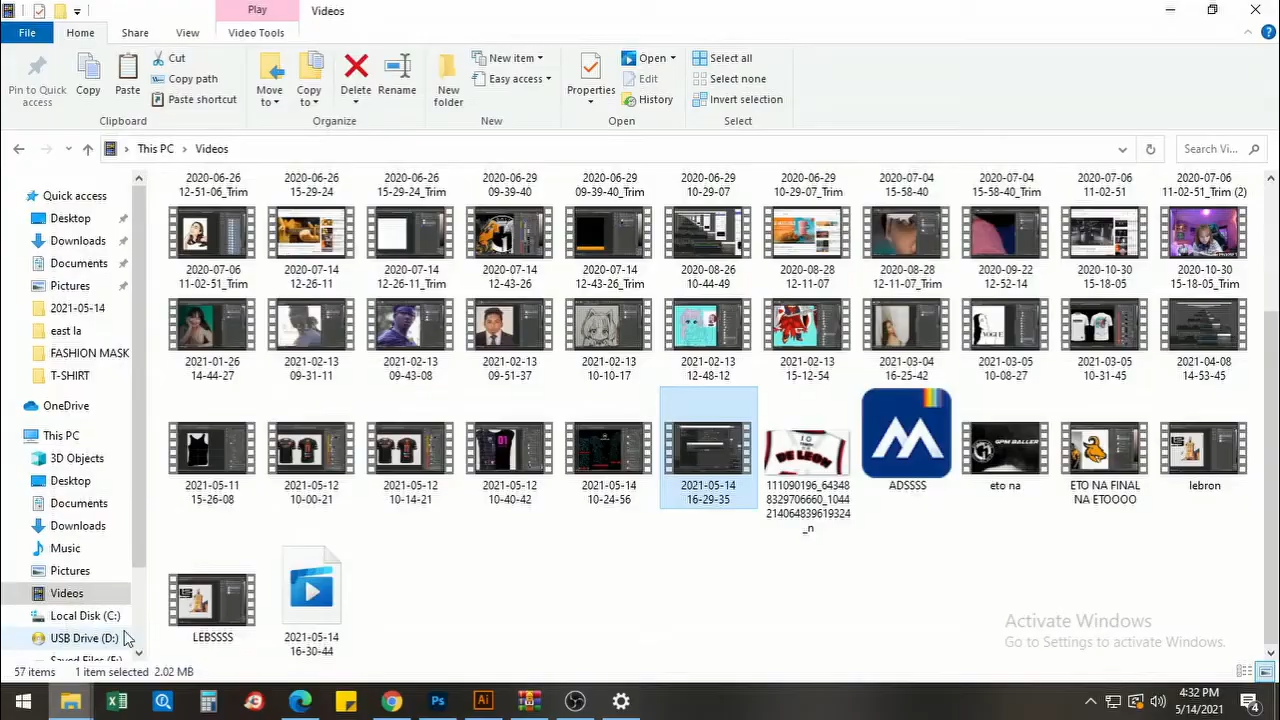 Play
Videos
File
Home
Share
View
Video Tools
Pin to Quick access
Copy
Paste
Cut
Copy path
Paste shortcut
Clipboard
Move to
Copy to
Delete
Rename
Organize
New folder
New item
Easy access
New
Properties
Open
Edit
History
Open
Select all
Select none
Invert selection
Select
This PC
Videos
Search Vi...
Quick access
Desktop
Downloads
Documents
Pictures
2021-05-14
east la
FASHION MASK
T-SHIRT
OneDrive
This PC
3D Objects
Desktop
Documents
Downloads
Music
Pictures
Videos
Local Disk (C:)
USB Drive (D:)
2020-06-26 12-51-06_Trim
2020-06-26 15-29-24
2020-06-26 15-29-24_Trim
2020-06-29 09-39-40
2020-06-29 09-39-40_Trim
2020-06-29 10-29-07
2020-06-29 10-29-07_Trim
2020-07-04 15-58-40
2020-07-04 15-58-40_Trim
2020-07-06 11-02-51
2020-07-06 11-02-51_Trim (2)
2020-07-06 11-02-51_Trim
2020-07-14 12-26-11
2020-07-14 12-26-11_Trim
2020-07-14 12-43-26
2020-07-14 12-43-26_Trim
2020-08-26 10-44-49
2020-08-28 12-11-07
2020-08-28 12-11-07_Trim
2020-09-22 12-52-14
2020-10-30 15-18-05
2020-10-30 15-18-05_Trim
2021-01-26 14-44-27
2021-02-13 09-31-11
2021-02-13 09-43-08
2021-02-13 09-51-37
2021-02-13 10-10-17
2021-02-13 12-48-12
2021-02-13 15-12-54
2021-03-04 16-25-42
VOGUE
2021-03-05 10-08-27
2021-03-05 10-31-45
2021-04-08 14-53-45
2021-05-11 15-26-08
2021-05-12 10-00-21
2021-05-12 10-14-21
01
2021-05-12 10-40-42
2021-05-14 10-24-56
2021-05-14 16-29-35
DE LEON
10
111090196_643488329706660_1044214064839619324_n
ADSSSS
6PM BALLER
eto na
ETO NA FINAL NA ETOOOO
lebron
LEBSSSS
2021-05-14 16-30-44
Activate Windows
Go to Settings to activate Windows.
57 items
1 item selected 2.02 MB
Ps
Ai
4:32 PM
5/14/2021
4